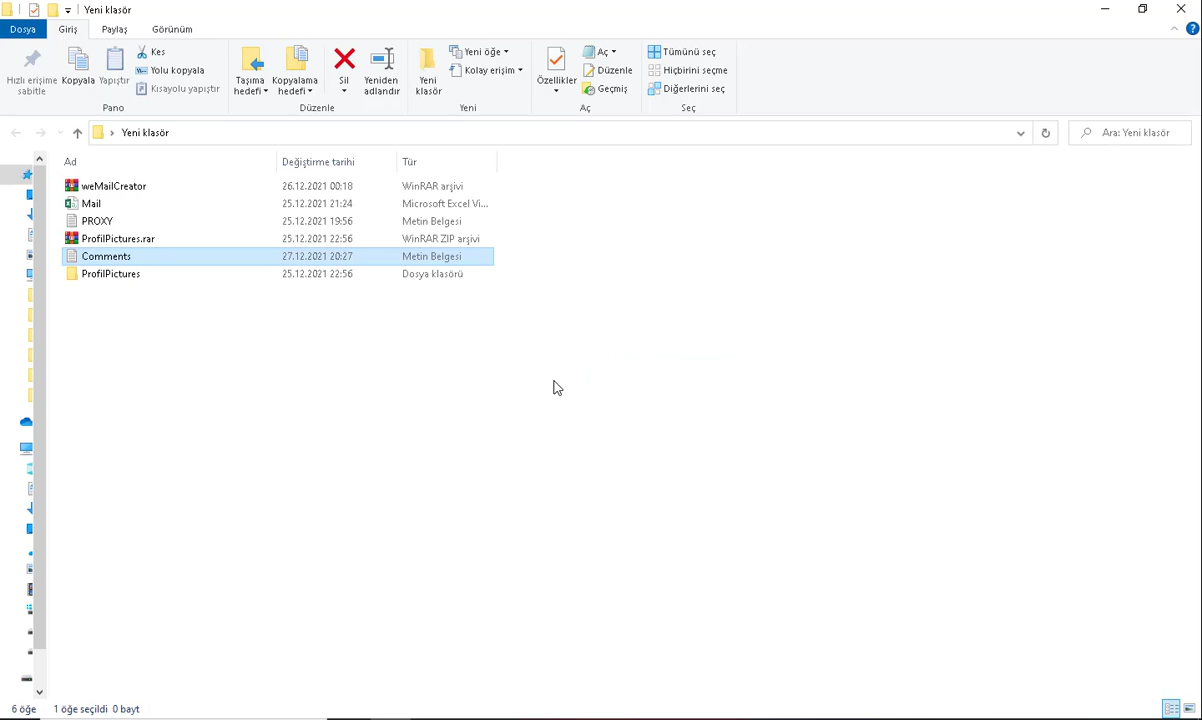 Yeni klasör
Dosya Giriş Paylaş Görünüm
Hızlı erişime sabitle
Kopyala
Yapıştır
Kes
Yolu kopyala
Kısayolu yapıştır
Pano
Taşıma hedefi
Kopyalama hedefi
Sil
Yeniden adlandır
Düzenle
Yeni klasör
Yeni öğe
Kolay erişim
Yeni
Özellikler
Aç
Düzenle
Geçmiş
Aç
Tümünü seç
Hiçbirini seçme
Diğerlerini seç
Seç
Yeni klasör
Ara: Yeni klasör
Ad Değiştirme tarihi Tür
weMailCreator 26.12.2021 00:18 WinRAR arşivi
Mail 25.12.2021 21:24 Microsoft Excel Vi...
PROXY 25.12.2021 19:56 Metin Belgesi
ProfilPictures.rar 25.12.2021 22:56 WinRAR ZIP arşivi
Comments 27.12.2021 20:27 Metin Belgesi
ProfilPictures 25.12.2021 22:56 Dosya klasörü
6 öğe 1 öğe seçildi 0 bayt